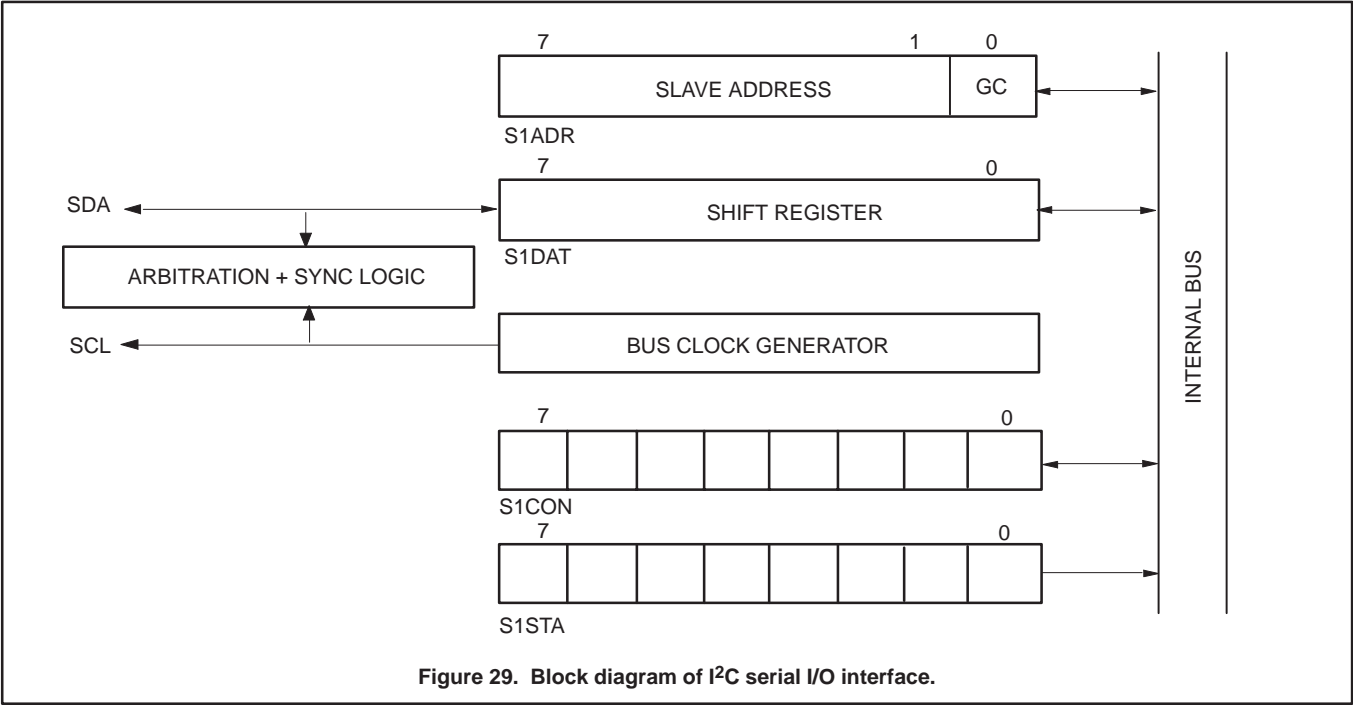 7 1 0
SLAVE ADDRESS GC
S1ADR
7 0
SDA
SHIFT REGISTER
S1DAT
ARBITRATION + SYNC LOGIC
SCL
BUS CLOCK GENERATOR
INTERNAL BUS
7 0
S1CON
7 0
S1STA
Figure 29. Block diagram of I²C serial I/O interface.